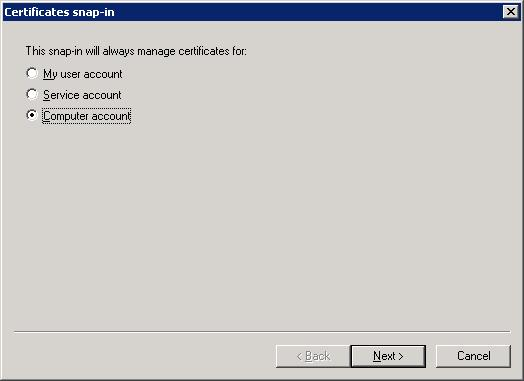 Certificates snap-in
This snap-in will always manage certificates for:
My user account
Service account
Computer account
< Back
Next >
Cancel